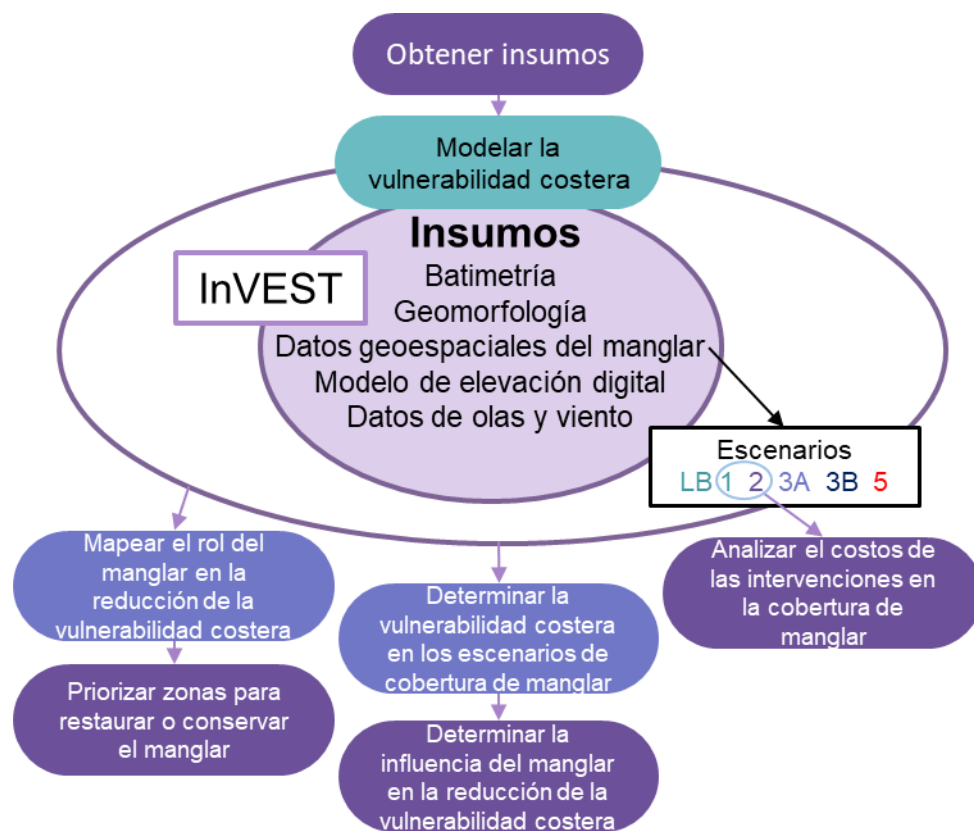 Obtener insumos
Modelar la
vulnerabilidad costera
Insumos
InVEST
Batimetría
Geomorfología
Datos geoespaciales del manglar
Modelo de elevación digital
Datos de olas y viento
Escenarios
LB 1 2 3A 3B 5
Mapear el rol del
manglar en la
reducción de la
vulnerabilidad costera
Priorizar zonas para
restaurar o conservar
el manglar
Determinar la
vulnerabilidad costera
en los escenarios de
cobertura de manglar
Determinar la
influencia del manglar
en la reducción de la
vulnerabilidad costera
Analizar el costos de
las intervenciones en
la cobertura de
manglar